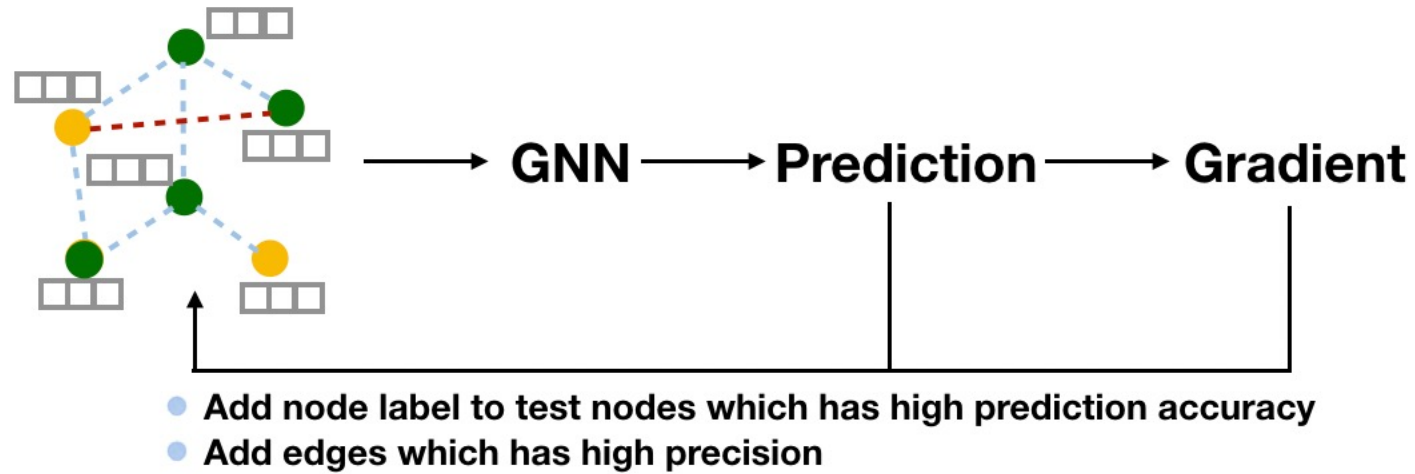 GNN Prediction Gradient
Add node label to test nodes which has high prediction accuracy
Add edges which has high precision